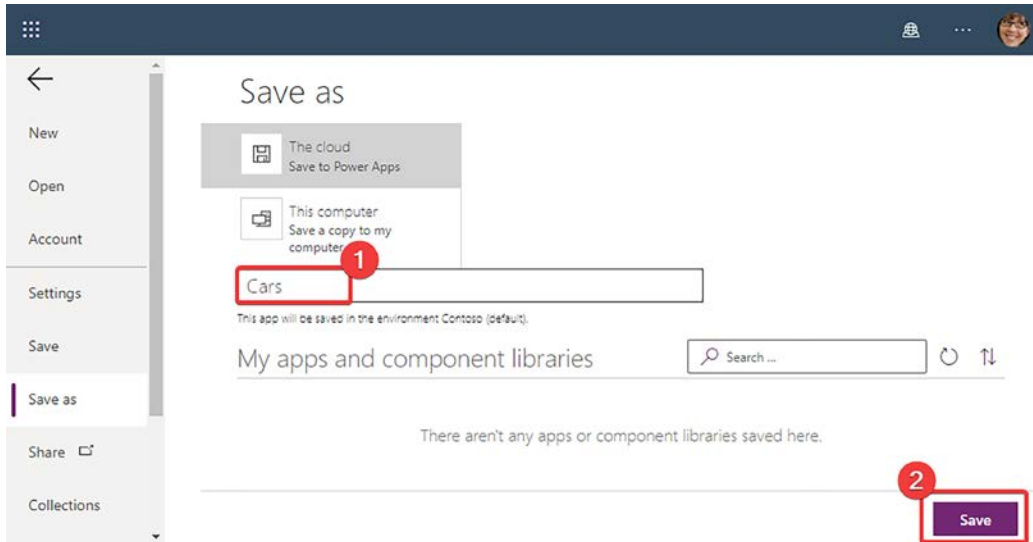 Save as
New
Open
Account
Settings
Save
Save as
Share
Collections
The cloud
Save to Power Apps
This computer
Save a copy to my
computer
1
Cars
This app will be saved in the environment Contoso (default).
My apps and component libraries
Search ...
There aren't any apps or component libraries saved here.
2
Save